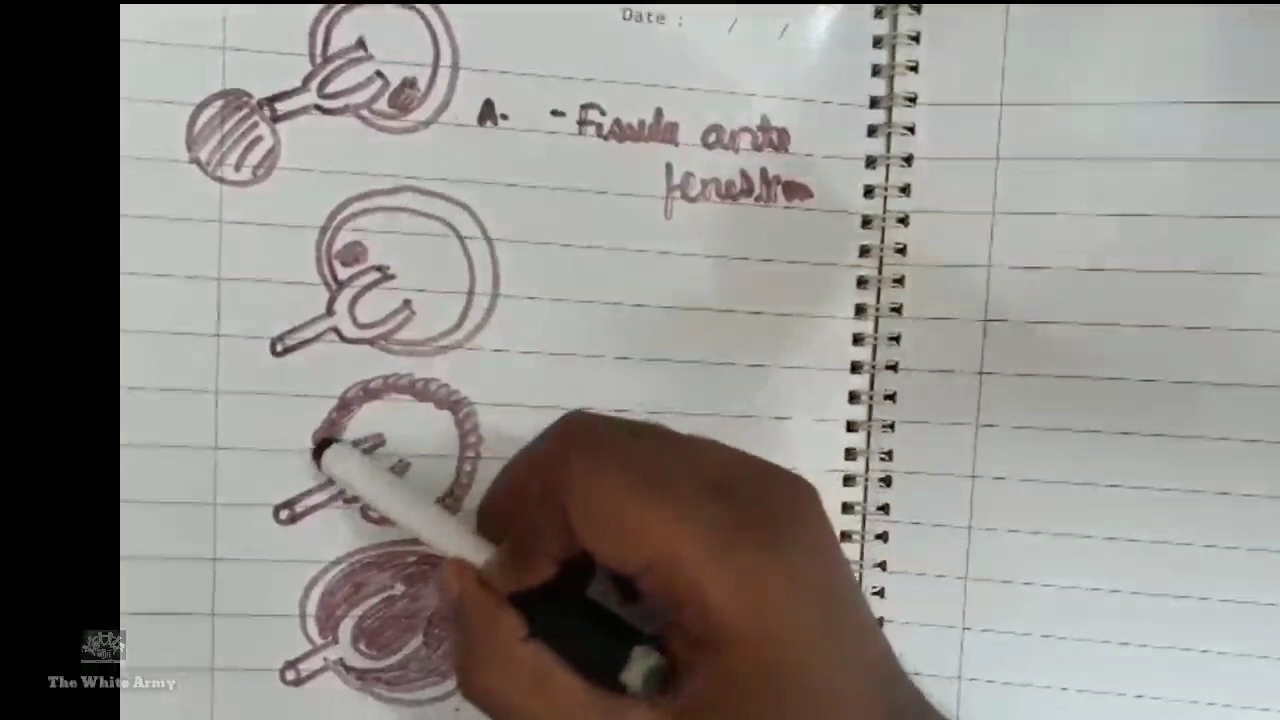 Date : / /
A. - Fissula ante
fenestram
The White Army